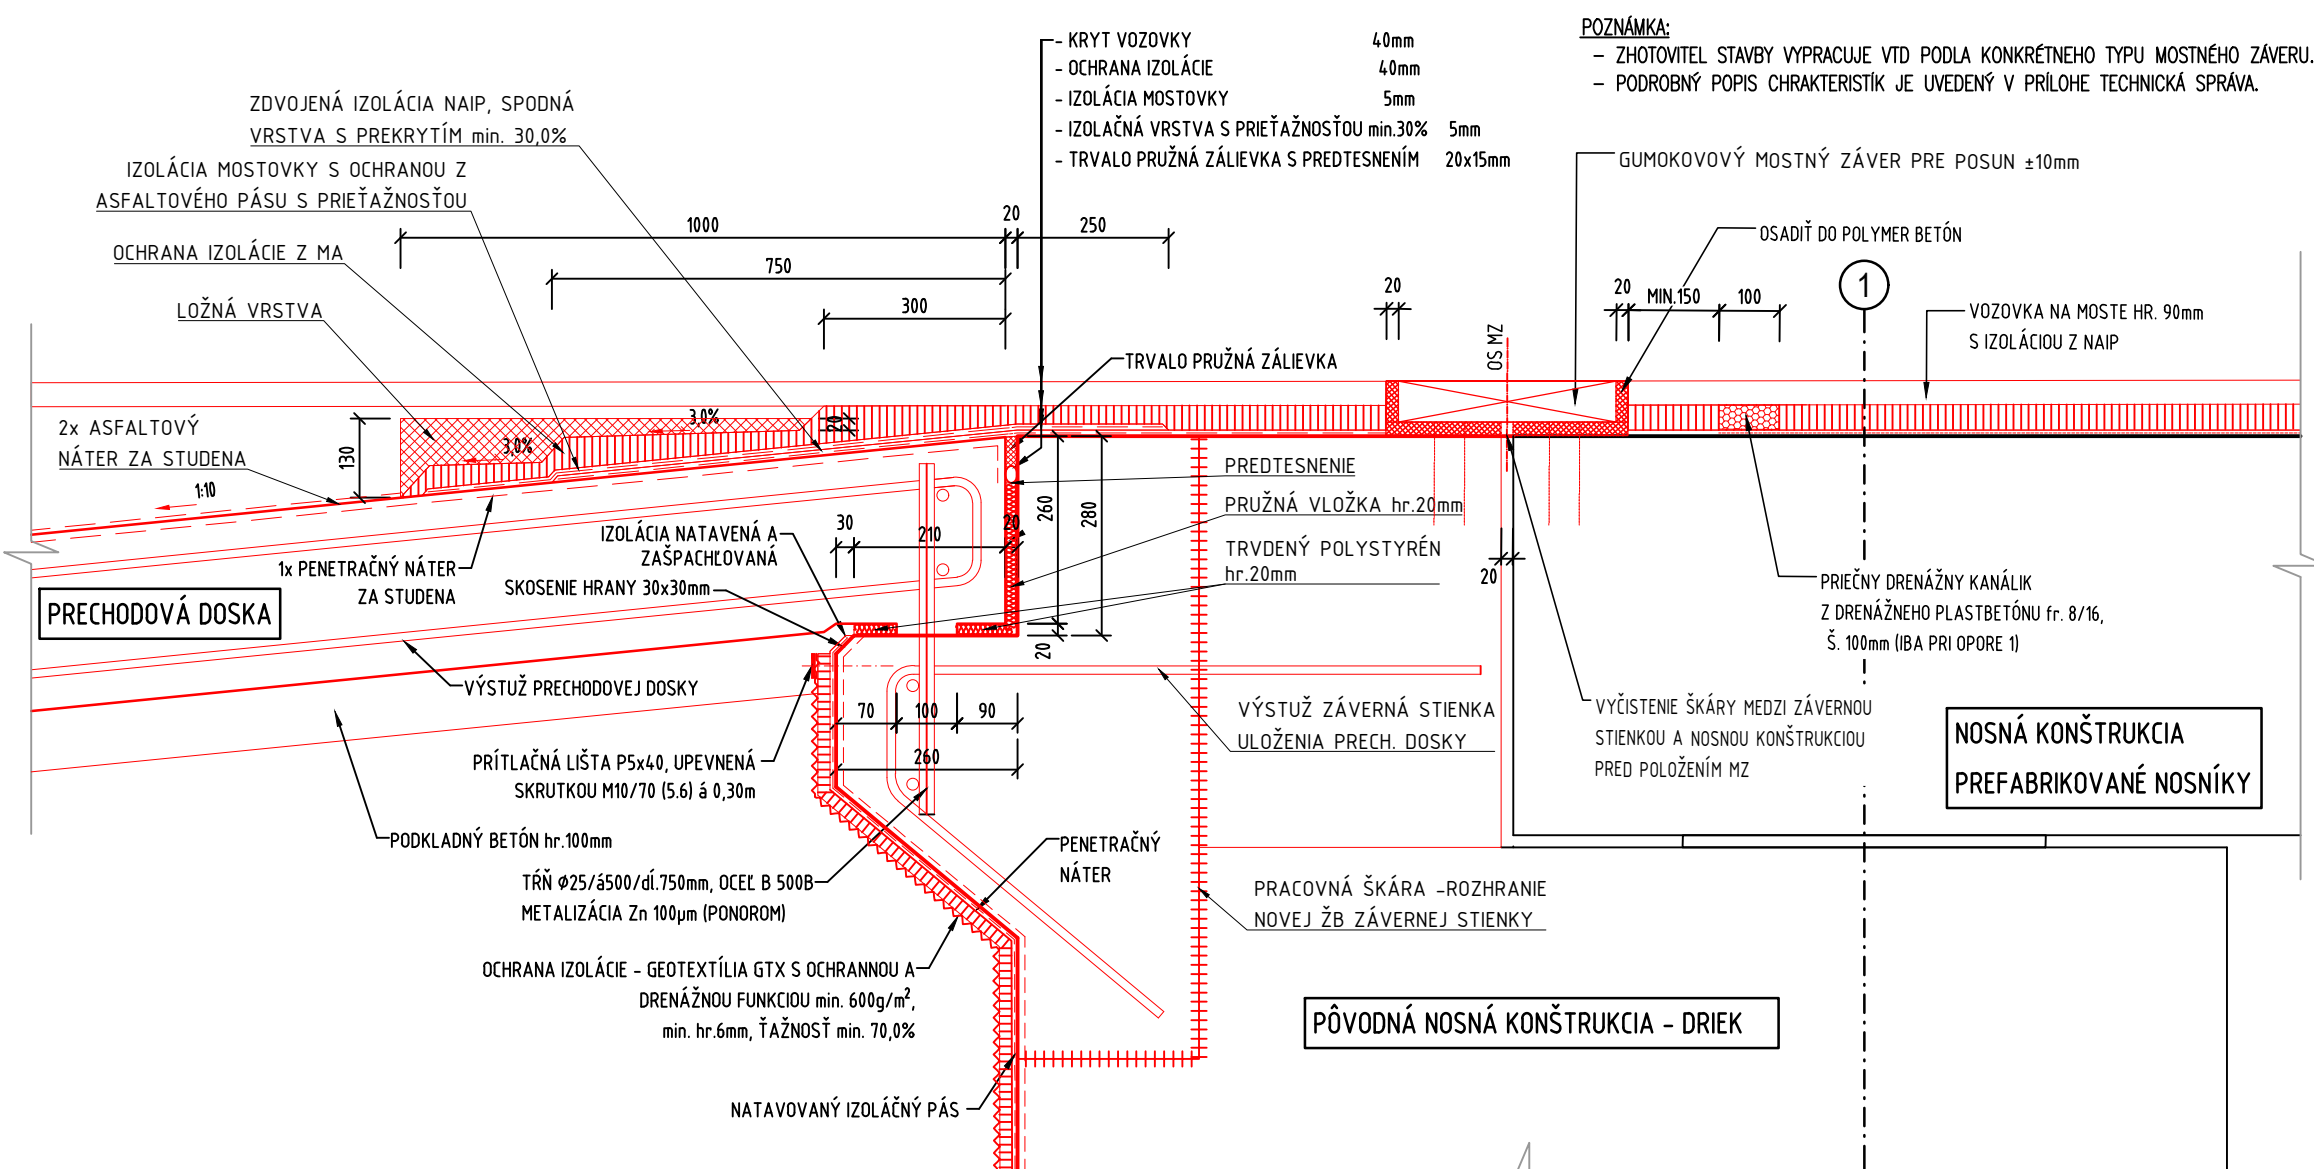 - KRYT VOZOVKY 40mm
- OCHRANA IZOLÁCIE 40mm
- IZOLÁCIA MOSTOVKY 5mm
- IZOLAČNÁ VRSTVA S PRIEŤAŽNOSŤOU min.30% 5mm
- TRVALO PRUŽNÁ ZÁLIEVKA S PREDTESNENÍM 20x15mm
POZNÁMKA:
- ZHOTOVITEL STAVBY VYPRACUJE VTD PODLA KONKRÉTNEHO TYPU MOSTNÉHO ZÁVERU.
- PODROBNÝ POPIS CHRAKTERISTÍK JE UVEDENÝ V PRÍLOHE TECHNICKÁ SPRÁVA.
ZDVOJENÁ IZOLÁCIA NAIP, SPODNÁ
VRSTVA S PREKRYTÍM min. 30,0%
IZOLÁCIA MOSTOVKY S OCHRANOU Z
ASFALTOVÉHO PÁSU S PRIEŤAŽNOSŤOU
OCHRANA IZOLÁCIE Z MA
LOŽNÁ VRSTVA
GUMOKOVOVÝ MOSTNÝ ZÁVER PRE POSUN ±10mm
OSADIŤ DO POLYMER BETÓN
1000
20
250
750
300
20
20
MIN.150
100
1
VOZOVKA NA MOSTE HR. 90mm
S IZOLÁCIOU Z NAIP
OS MZ
TRVALO PRUŽNÁ ZÁLIEVKA
2x ASFALTOVÝ
NÁTER ZA STUDENA
130
3,0%
3,0%
20
1:10
PREDTESNENIE
PRUŽNÁ VLOŽKA hr.20mm
TRVDENÝ POLYSTYRÉN
hr.20mm
260
280
20
30
210
20
20
IZOLÁCIA NATAVENÁ A
ZAŠPACHĽOVANÁ
1x PENETRAČNÝ NÁTER
ZA STUDENA
SKOSENIE HRANY 30x30mm
PRECHODOVÁ DOSKA
PRIEČNY DRENÁŽNY KANÁLIK
Z DRENÁŽNEHO PLASTBETÓNU fr. 8/16,
Š. 100mm (IBA PRI OPORE 1)
VÝSTUŽ PRECHODOVEJ DOSKY
70
100
90
260
VÝSTUŽ ZÁVERNÁ STIENKA
ULOŽENIA PRECH. DOSKY
VYČISTENIE ŠKÁRY MEDZI ZÁVERNOU
STIENKOU A NOSNOU KONŠTRUKCIOU
PRED POLOŽENÍM MZ
NOSNÁ KONŠTRUKCIA
PREFABRIKOVANÉ NOSNÍKY
PRÍTLAČNÁ LIŠTA P5x40, UPEVNENÁ
SKRUTKOU M10/70 (5.6) á 0,30m
PODKLADNÝ BETÓN hr.100mm
PENETRAČNÝ
NÁTER
TŔŇ Ø25/á500/dĺ.750mm, OCEĽ B 500B
METALIZÁCIA Zn 100µm (PONOROM)
PRACOVNÁ ŠKÁRA -ROZHRANIE
NOVEJ ŽB ZÁVERNEJ STIENKY
OCHRANA IZOLÁCIE - GEOTEXTÍLIA GTX S OCHRANNOU A
DRENÁŽNOU FUNKCIOU min. 600g/m²,
min. hr.6mm, ŤAŽNOSŤ min. 70,0%
PÔVODNÁ NOSNÁ KONŠTRUKCIA - DRIEK
NATAVOVANÝ IZOLÁČNÝ PÁS